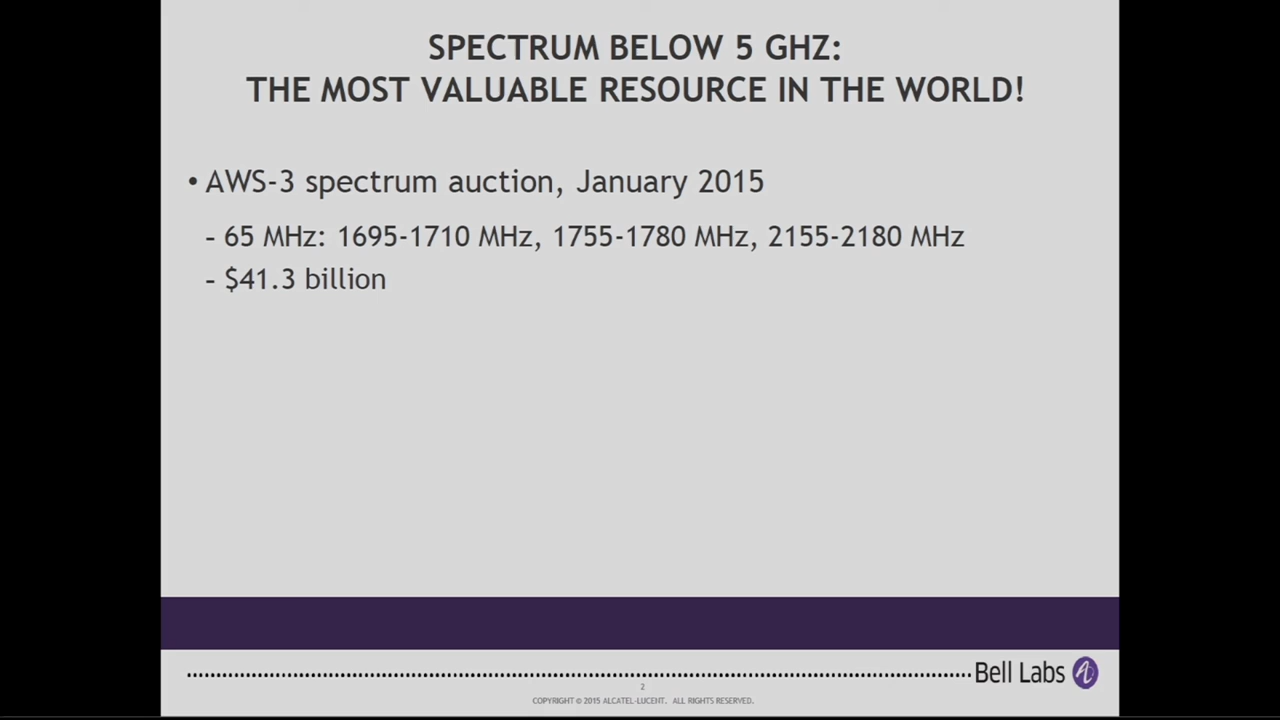 SPECTRUM BELOW 5 GHZ:
THE MOST VALUABLE RESOURCE IN THE WORLD!
• AWS-3 spectrum auction, January 2015
– 65 MHz: 1695-1710 MHz, 1755-1780 MHz, 2155-2180 MHz
– $41.3 billion
Bell Labs
2
COPYRIGHT © 2015 ALCATEL-LUCENT. ALL RIGHTS RESERVED.